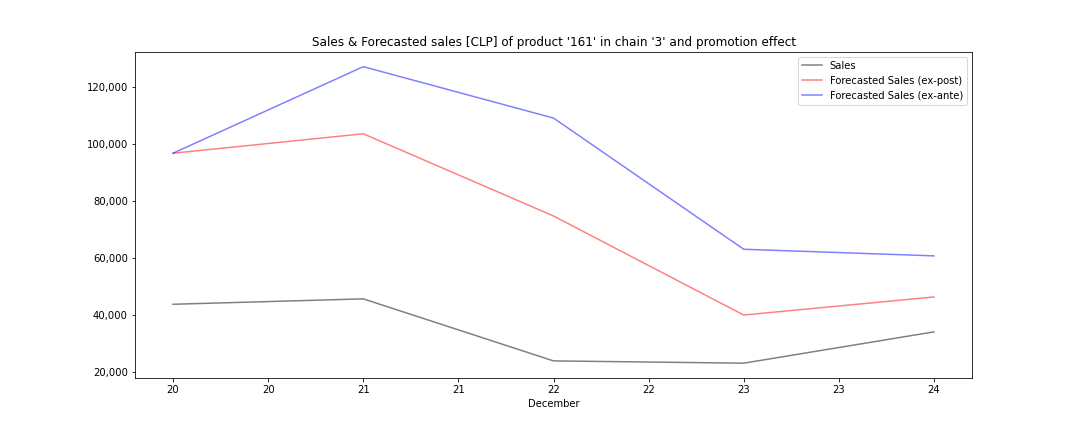 Sales & Forecasted sales [CLP] of product '161' in chain '3' and promotion effect
Sales
Forecasted Sales (ex-post)
Forecasted Sales (ex-ante)
120,000
100,000
80,000
60,000
40,000
20,000
20 20 21 21 22 22 23 23 24
December